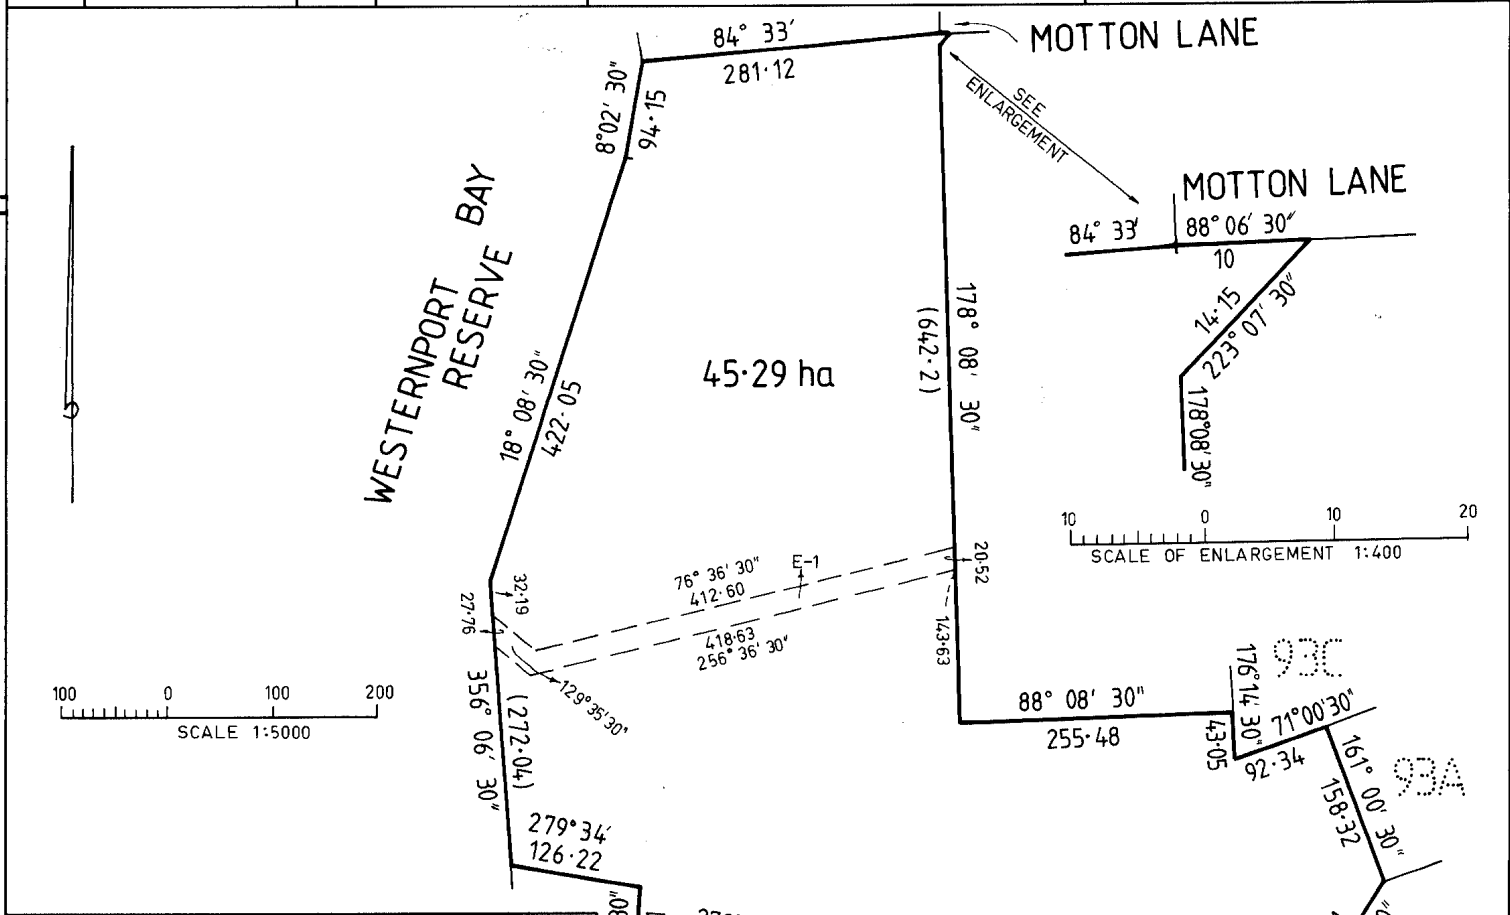 84° 33'
281·12
MOTTON LANE
8°02' 30"
94·15
SEE
ENLARGEMENT
WESTERNPORT BAY
RESERVE
MOTTON LANE
84° 33'
88° 06' 30"
10
14·15
223° 07' 30"
178°08'30"
178° 08' 30"
(642·2)
45·29 ha
18° 08' 30"
422·05
10 0 10 20
SCALE OF ENLARGEMENT 1:400
20·52
E-1
76° 36' 30"
412·60
418·63
256° 36' 30"
32·19
27·76
129°35'30"
143·63
100 0 100 200
SCALE 1:5000
356° 06' 30"
(272·04)
88° 08' 30"
255·48
176°14' 30"
43·05
93C
71°00'30"
92·34
161° 00' 30"
158·32
93A
279°34'
126·22